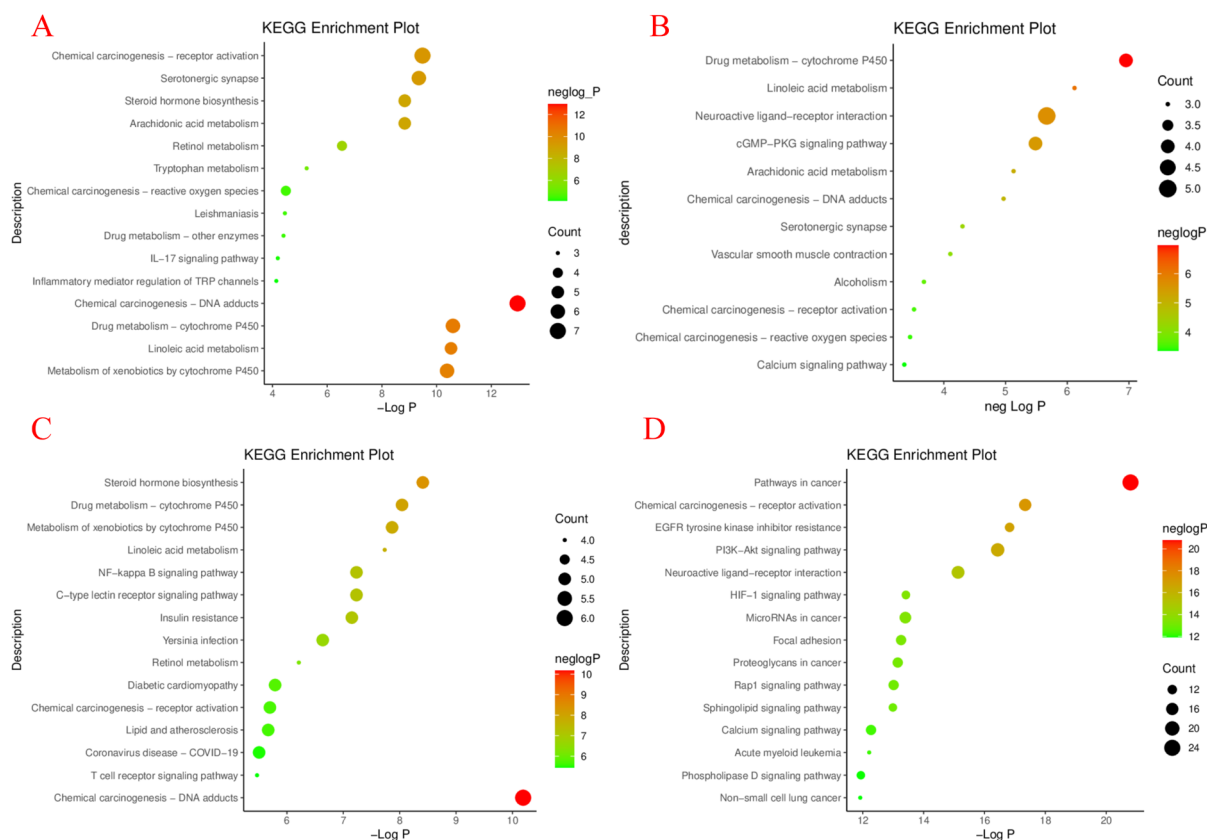 A
KEGG Enrichment Plot
Description
Chemical carcinogenesis − receptor activation
Serotonergic synapse
Steroid hormone biosynthesis
Arachidonic acid metabolism
Retinol metabolism
Tryptophan metabolism
Chemical carcinogenesis − reactive oxygen species
Leishmaniasis
Drug metabolism − other enzymes
IL−17 signaling pathway
Inflammatory mediator regulation of TRP channels
Chemical carcinogenesis − DNA adducts
Drug metabolism − cytochrome P450
Linoleic acid metabolism
Metabolism of xenobiotics by cytochrome P450
4 6 8 10 12
−Log P
neglog_P
12
10
8
6
Count
3
4
5
6
7
B
KEGG Enrichment Plot
description
Drug metabolism − cytochrome P450
Linoleic acid metabolism
Neuroactive ligand−receptor interaction
cGMP−PKG signaling pathway
Arachidonic acid metabolism
Chemical carcinogenesis − DNA adducts
Serotonergic synapse
Vascular smooth muscle contraction
Alcoholism
Chemical carcinogenesis − receptor activation
Chemical carcinogenesis − reactive oxygen species
Calcium signaling pathway
4 5 6 7
neg Log P
Count
3.0
3.5
4.0
4.5
5.0
neglogP
6
5
4
C
KEGG Enrichment Plot
Description
Steroid hormone biosynthesis
Drug metabolism − cytochrome P450
Metabolism of xenobiotics by cytochrome P450
Linoleic acid metabolism
NF−kappa B signaling pathway
C−type lectin receptor signaling pathway
Insulin resistance
Yersinia infection
Retinol metabolism
Diabetic cardiomyopathy
Chemical carcinogenesis − receptor activation
Lipid and atherosclerosis
Coronavirus disease − COVID−19
T cell receptor signaling pathway
Chemical carcinogenesis − DNA adducts
6 7 8 9 10
−Log P
Count
4.0
4.5
5.0
5.5
6.0
neglogP
10
9
8
7
6
D
KEGG Enrichment Plot
Description
Pathways in cancer
Chemical carcinogenesis − receptor activation
EGFR tyrosine kinase inhibitor resistance
PI3K−Akt signaling pathway
Neuroactive ligand−receptor interaction
HIF−1 signaling pathway
MicroRNAs in cancer
Focal adhesion
Proteoglycans in cancer
Rap1 signaling pathway
Sphingolipid signaling pathway
Calcium signaling pathway
Acute myeloid leukemia
Phospholipase D signaling pathway
Non−small cell lung cancer
12 14 16 18 20
−Log P
neglogP
20
18
16
14
12
Count
12
16
20
24